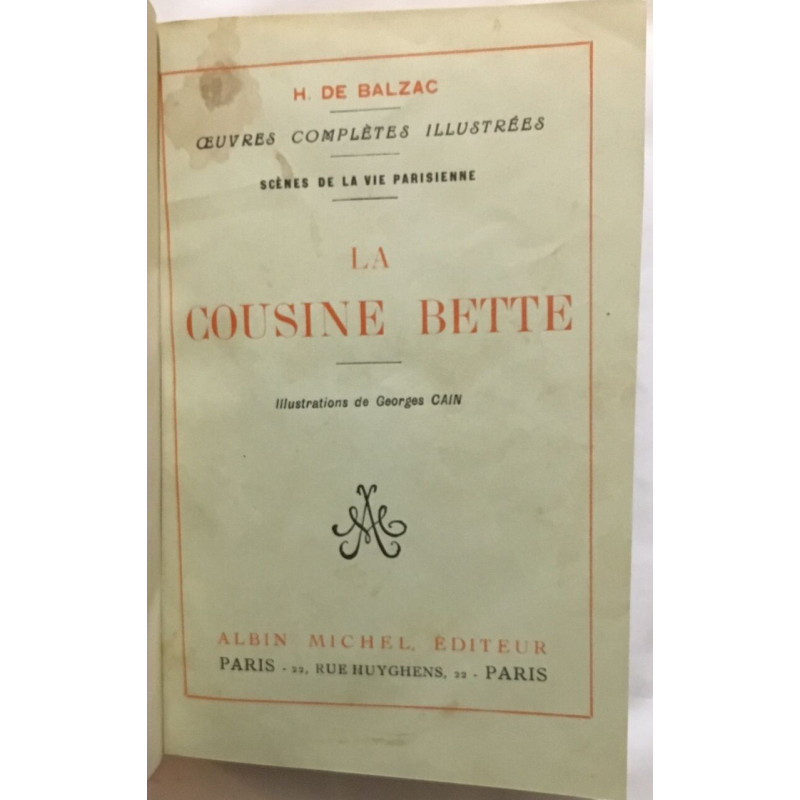 H. DE BALZAC
ŒUVRES COMPLÈTES ILLUSTRÉES
SCÈNES DE LA VIE PARISIENNE
LA
COUSINE BETTE
Illustrations de Georges CAIN
AM
ALBIN MICHEL, ÉDITEUR
PARIS - 22, RUE HUYGHENS, 22 - PARIS